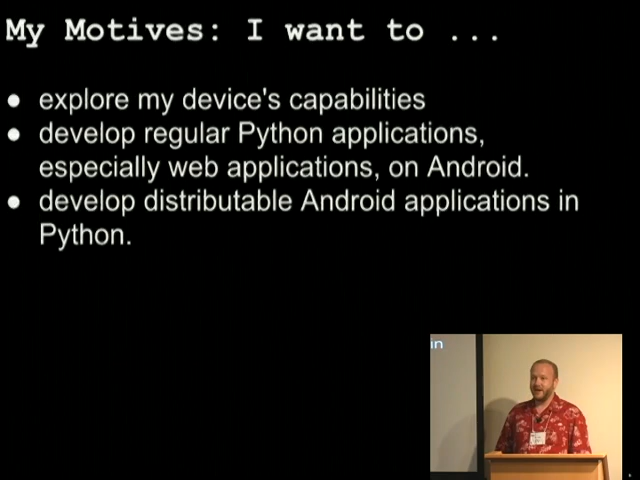 My Motives: I want to ...
● explore my device's capabilities
● develop regular Python applications,
especially web applications, on Android.
● develop distributable Android applications in
Python.
in